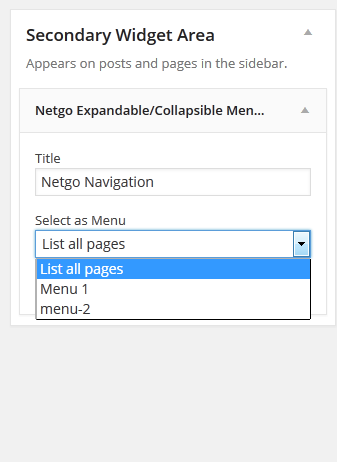 Secondary Widget Area
Appears on posts and pages in the sidebar.
Netgo Expandable/Collapsible Men...
Title
Netgo Navigation
Select as Menu
List all pages
List all pages
Menu 1
menu-2